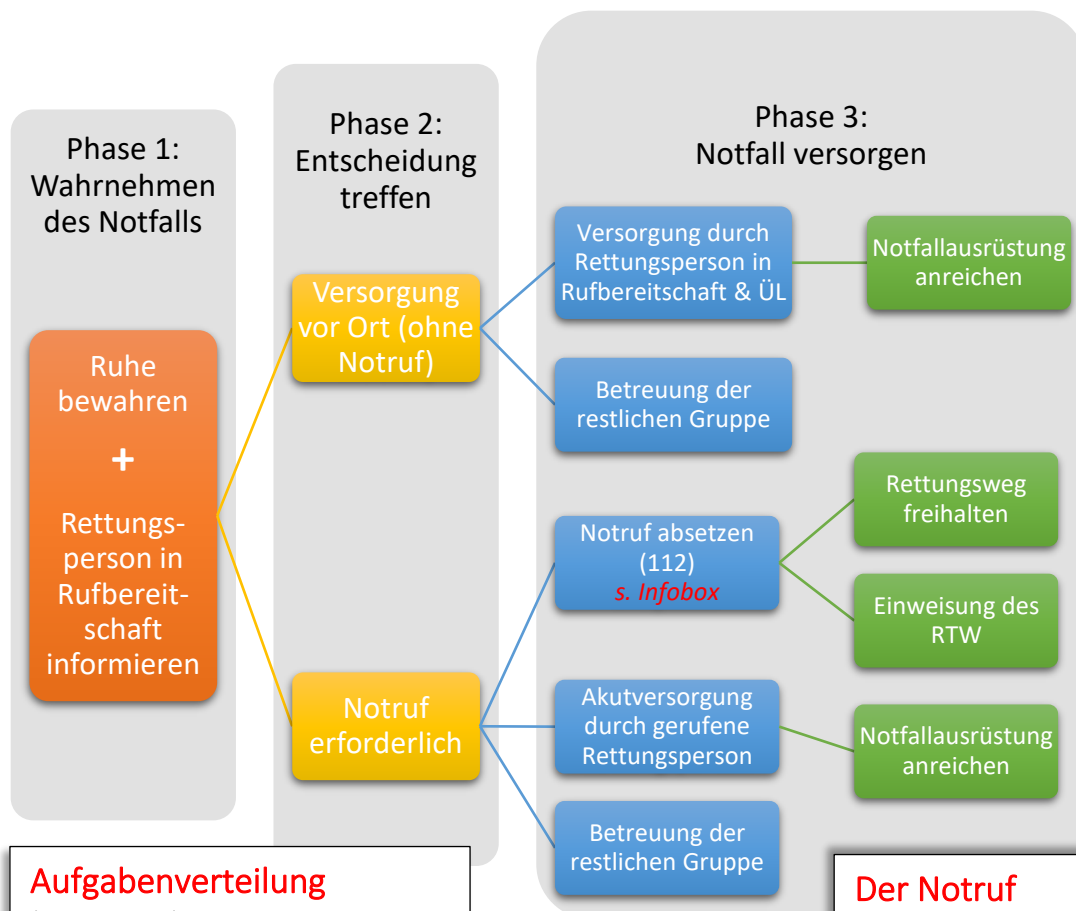 Phase 1:
Wahrnehmen
des Notfalls
Ruhe
bewahren
+
Rettungs-
person in
Rufbereit-
schaft
informieren
Phase 2:
Entscheidung
treffen
Versorgung
vor Ort (ohne
Notruf)
Notruf
erforderlich
Phase 3:
Notfall versorgen
Versorgung durch
Rettungsperson in
Rufbereitschaft & ÜL
Notfallausrüstung
anreichen
Betreuung der
restlichen Gruppe
Notruf absetzen
(112)
s. Infobox
Rettungsweg
freihalten
Einweisung des
RTW
Akutversorgung
durch gerufene
Rettungsperson
Notfallausrüstung
anreichen
Betreuung der
restlichen Gruppe
Aufgabenverteilung
Der Notruf